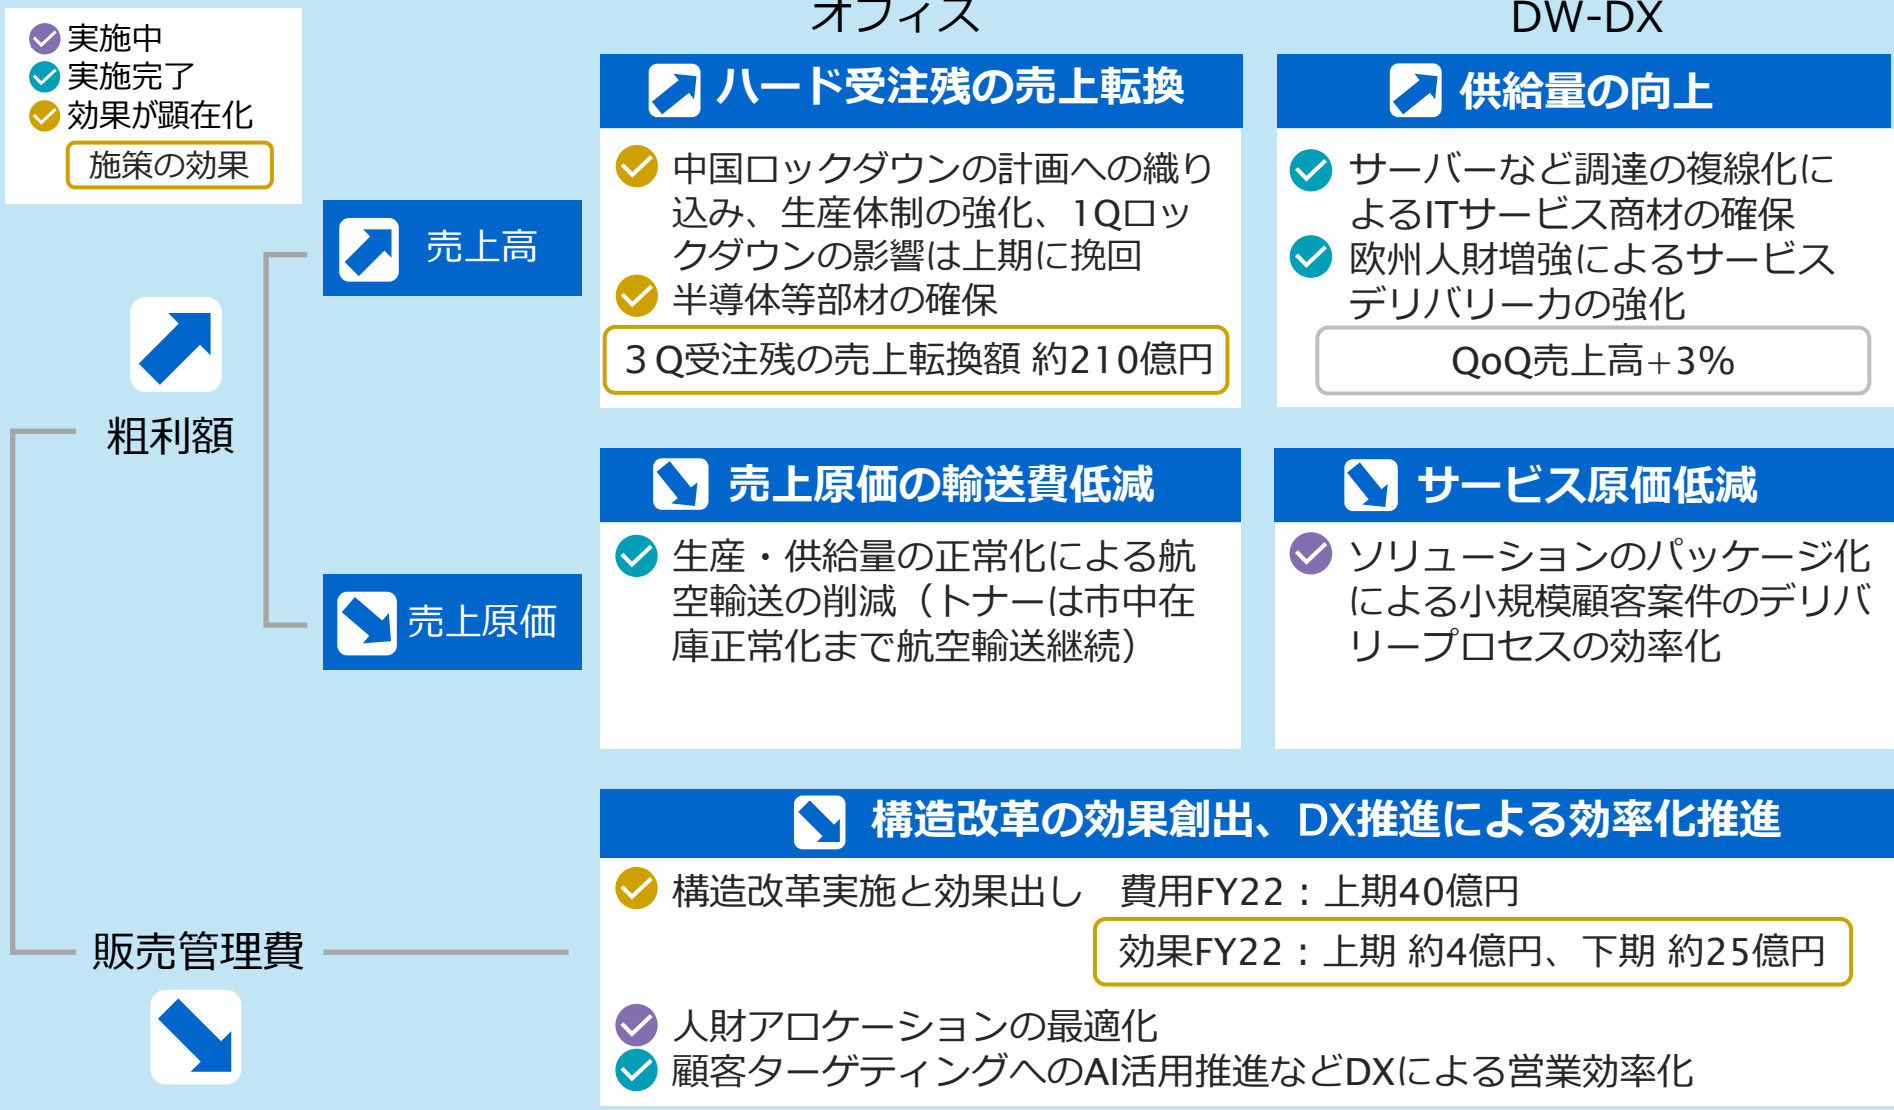 実施中
実施完了
効果が顕在化
施策の効果
オフィス
DW-DX
粗利額
売上高
ハード受注残の売上転換
中国ロックダウンの計画への織り
込み、生産体制の強化、1Qロッ
クダウンの影響は上期に挽回
半導体等部材の確保
３Q受注残の売上転換額 約210億円
供給量の向上
サーバーなど調達の複線化に
よるITサービス商材の確保
欧州人財増強によるサービス
デリバリー力の強化
QoQ売上高+3%
売上原価
売上原価の輸送費低減
生産・供給量の正常化による航
空輸送の削減（トナーは市中在
庫正常化まで航空輸送継続）
サービス原価低減
ソリューションのパッケージ化
による小規模顧客案件のデリバ
リープロセスの効率化
販売管理費
構造改革の効果創出、DX推進による効率化推進
構造改革実施と効果出し　費用FY22：上期40億円
効果FY22：上期 約4億円、下期 約25億円
人財アロケーションの最適化
顧客ターゲティングへのAI活用推進などDXによる営業効率化